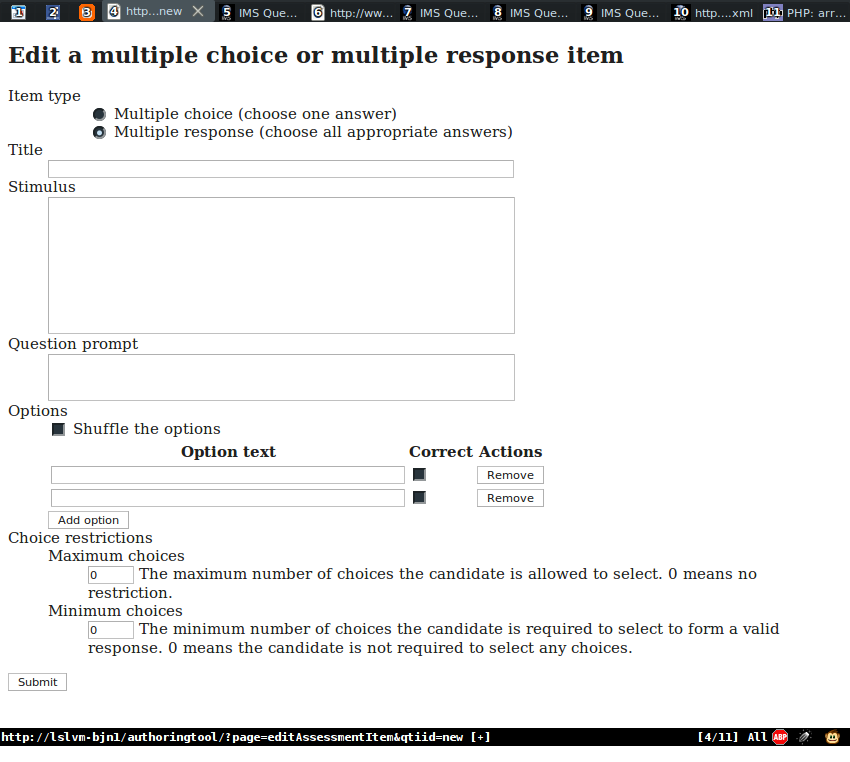 1 2 3 4 http...new 5 IMS Que... 6 http://ww... 7 IMS Que... 8 IMS Que... 9 IMS Que... 10 http....xml 11 PHP: arr...
Edit a multiple choice or multiple response item
Item type
Multiple choice (choose one answer)
Multiple response (choose all appropriate answers)
Title
Stimulus
Question prompt
Options
Shuffle the options
Option text Correct Actions
Remove
Remove
Add option
Choice restrictions
Maximum choices
0 The maximum number of choices the candidate is allowed to select. 0 means no
restriction.
Minimum choices
0 The minimum number of choices the candidate is required to select to form a valid
response. 0 means the candidate is not required to select any choices.
Submit
http://lslvm-bjn1/authoringtool/?page=editAssessmentItem&qtiid=new [+] [4/11] All ABP